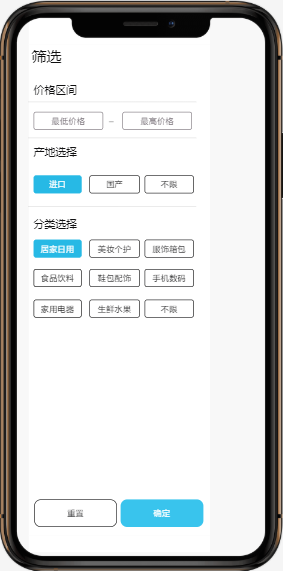 筛选
价格区间
最低价格 – 最高价格
产地选择
进口 国产 不限
分类选择
居家日用 美妆个护 服饰箱包
食品饮料 鞋包配饰 手机数码
家用电器 生鲜水果 不限
重置 确定